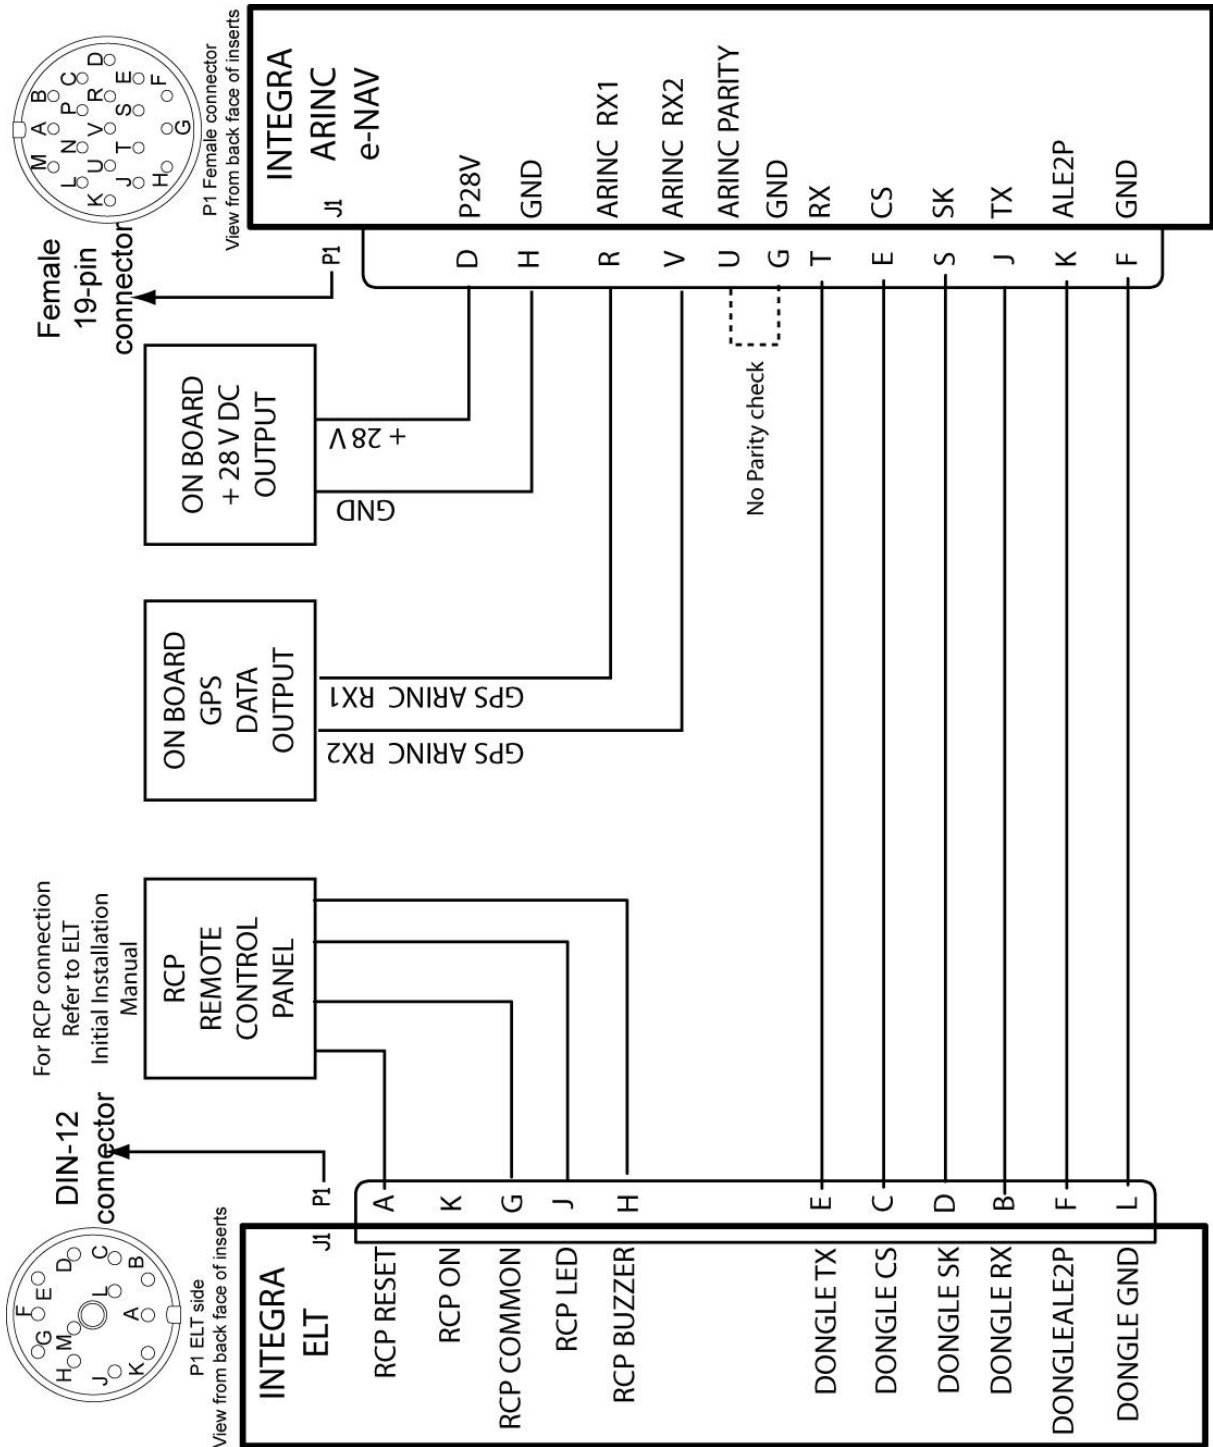 DIN-12
connector
P1 ELT side
View from back face of inserts
A
B
C
D
E
F
G
H
J
K
L
M
INTEGRA
ELT
J1
P1
RCP RESET A
RCP ON K
RCP COMMON G
RCP LED J
RCP BUZZER H
DONGLE TX E
DONGLE CS C
DONGLE SK D
DONGLE RX B
DONGLEALE2P F
DONGLE GND L
For RCP connection
Refer to ELT
Initial Installation
Manual
RCP
REMOTE
CONTROL
PANEL
ON BOARD
GPS
DATA
OUTPUT
GPS ARINC RX1
GPS ARINC RX2
ON BOARD
+ 28 V DC
OUTPUT
+ 28 V
GND
No Parity check
Female
19-pin
connector
P1 Female connector
View from back face of inserts
A
B
C
D
E
F
G
H
J
K
L
M
N
P
R
S
T
U
V
INTEGRA
ARINC
e-NAV
P1
J1
D P28V
H GND
R ARINC RX1
V ARINC RX2
U ARINC PARITY
G GND
T RX
E CS
S SK
J TX
K ALE2P
F GND